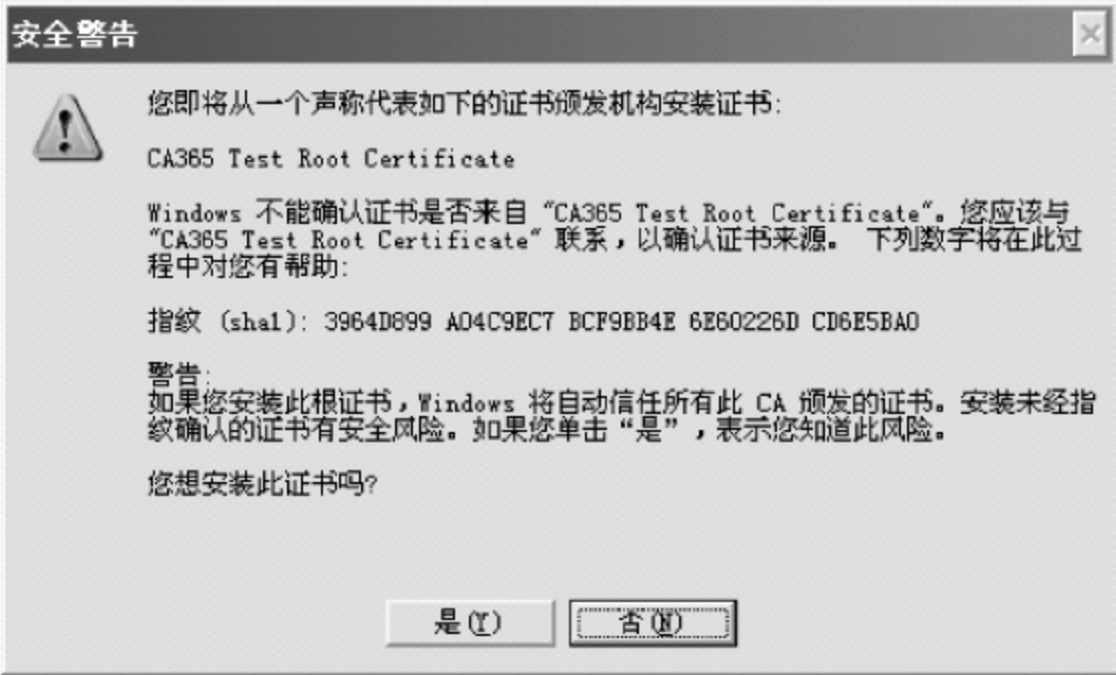 安全警告
您即将从一个声称代表如下的证书颁发机构安装证书:
CA365 Test Root Certificate
Windows 不能确认证书是否来自 "CA365 Test Root Certificate"。您应该与
"CA365 Test Root Certificate" 联系，以确认证书来源。 下列数字将在此过
程中对您有帮助:
指纹 (sha1): 3964D899 A04C9EC7 BCF9BB4E 6E60226D CD6E5BA0
警告:
如果您安装此根证书，Windows 将自动信任所有此 CA 颁发的证书。安装未经指
纹确认的证书有安全风险。如果您单击“是”，表示您知道此风险。
您想安装此证书吗?
是(Y) 否(N)